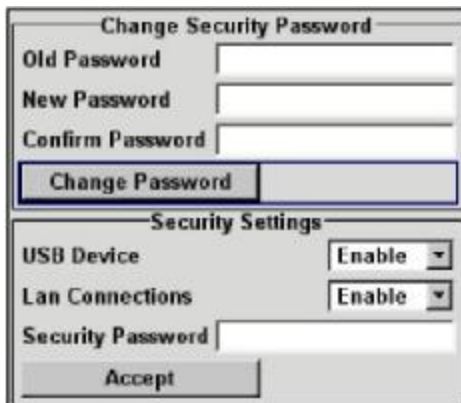 Change Security Password
Old Password
New Password
Confirm Password
Change Password
Security Settings
USB Device Enable
Lan Connections Enable
Security Password
Accept